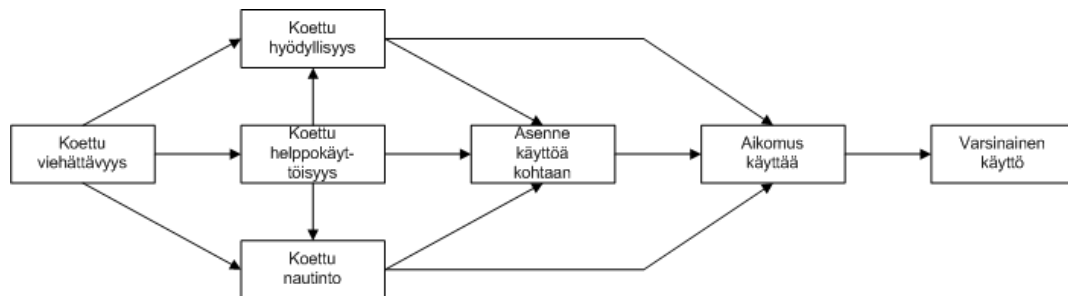 Koettu
hyödyllisyys
Koettu
viehättävyys
Koettu
helppokäyt-
töisyys
Asenne
käyttöä
kohtaan
Aikomus
käyttää
Varsinainen
käyttö
Koettu
nautinto